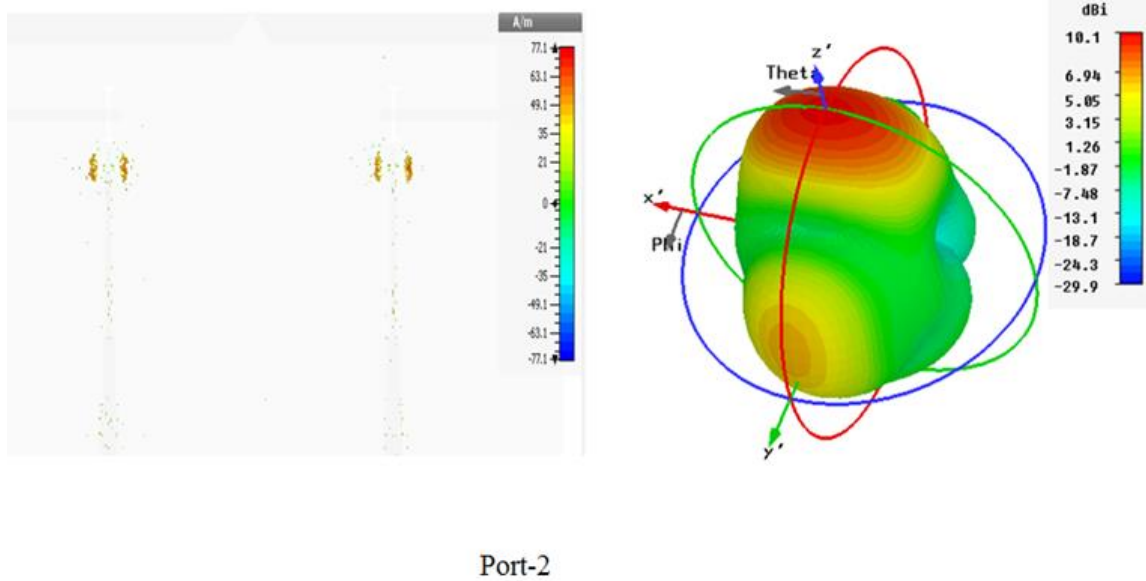 A/m
77.1
63.1
49.1
35
21
0
-21
-35
-49.1
-63.1
-77.1
dBi
10.1
6.94
5.05
3.15
1.26
-1.87
-7.48
-13.1
-18.7
-24.3
-29.9
z'
Theta
x'
Phi
y'
Port-2